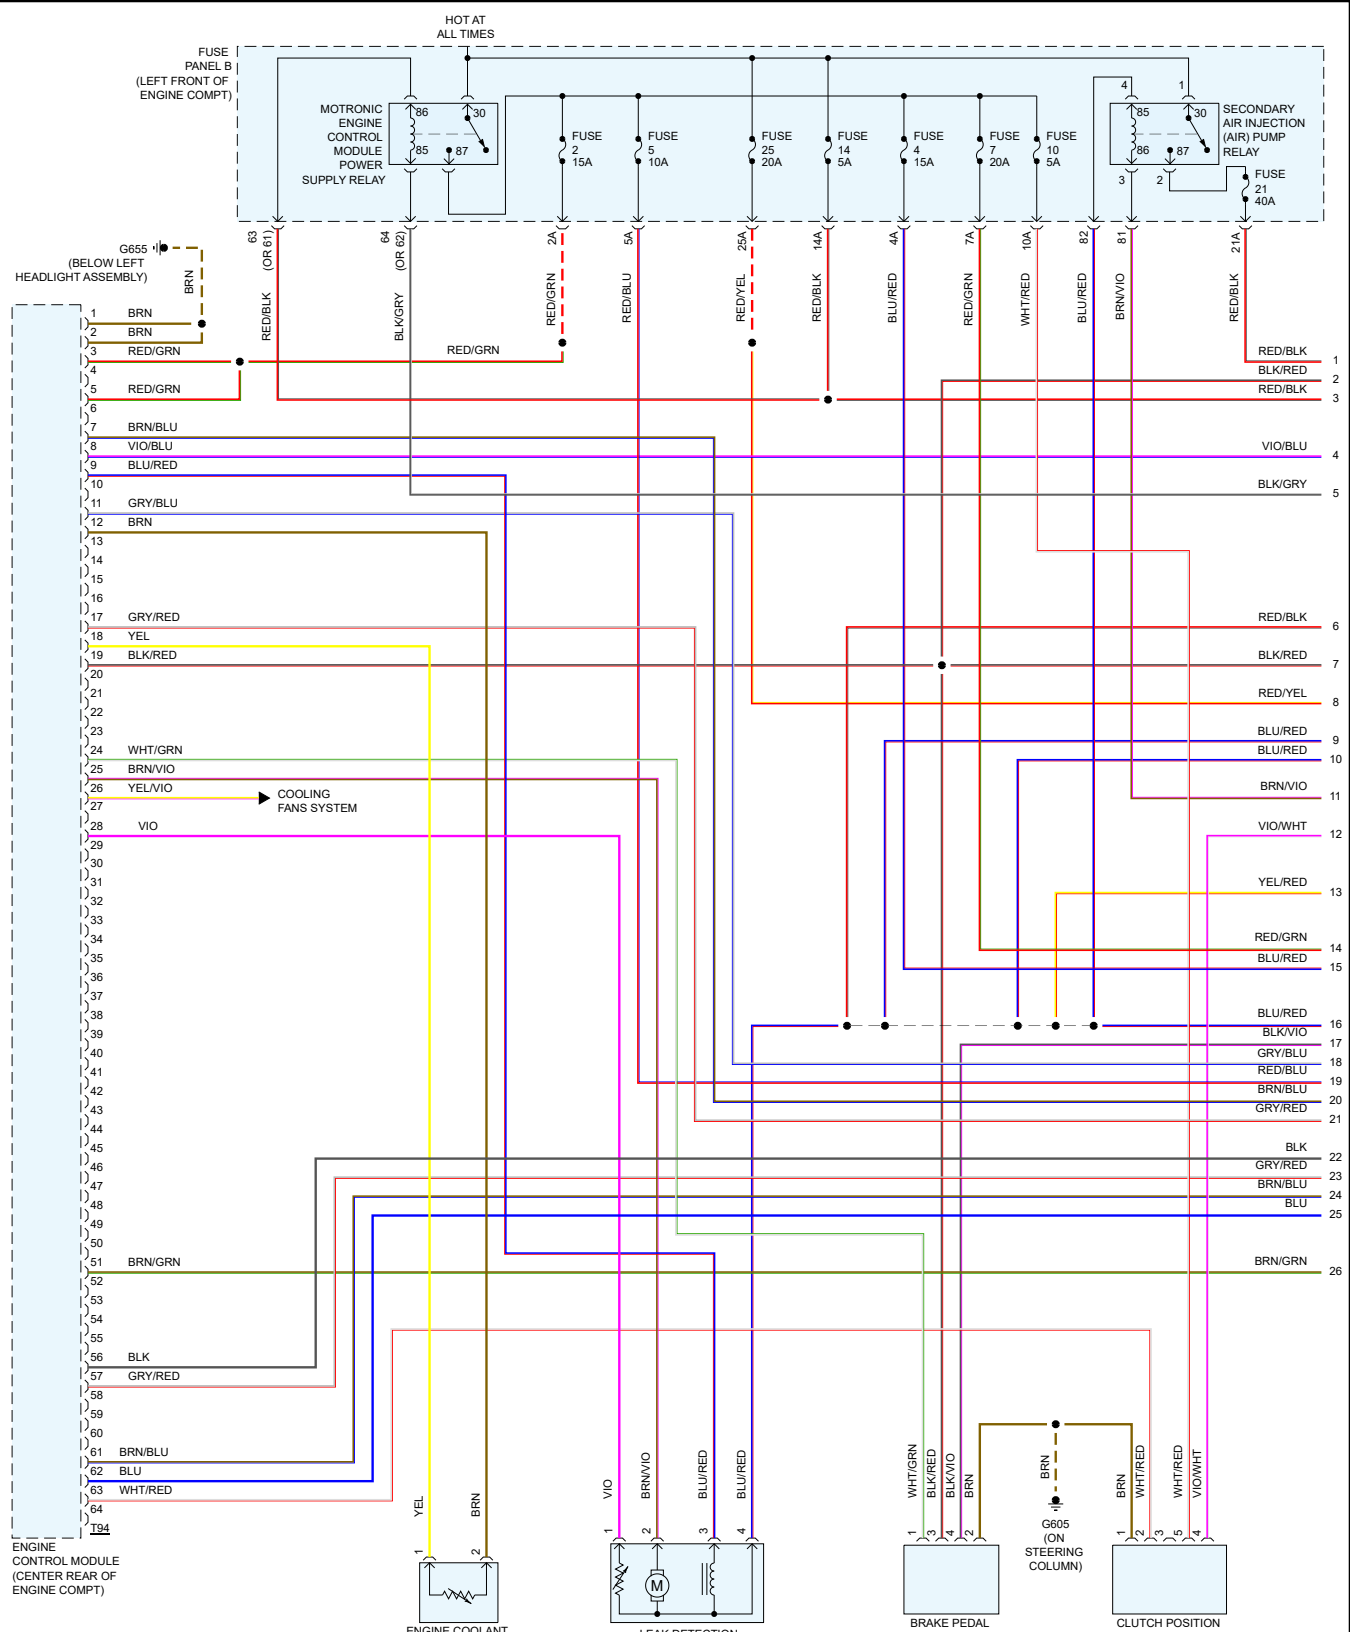 HOT AT
ALL TIMES
FUSE
PANEL B
(LEFT FRONT OF
ENGINE COMPT)
MOTRONIC
ENGINE
CONTROL
MODULE
POWER
SUPPLY RELAY
86
30
85
87
FUSE
2
15A
FUSE
5
10A
FUSE
25
20A
FUSE
14
5A
FUSE
4
15A
FUSE
7
20A
FUSE
10
5A
4
1
85
30
86
87
3
2
SECONDARY
AIR INJECTION
(AIR) PUMP
RELAY
FUSE
21
40A
63
(OR 61)
64
(OR 62)
2A
5A
25A
14A
4A
7A
10A
82
81
21A
RED/BLK
BLK/GRY
RED/GRN
RED/BLU
RED/YEL
RED/BLK
BLU/RED
RED/GRN
WHT/RED
BLU/RED
BRN/VIO
RED/BLK
G655
(BELOW LEFT
HEADLIGHT ASSEMBLY)
BRN
1 BRN
2 BRN
3 RED/GRN
RED/GRN
4
5 RED/GRN
6
7 BRN/BLU
8 VIO/BLU
9 BLU/RED
10
11 GRY/BLU
12 BRN
13
14
15
16
17 GRY/RED
18 YEL
19 BLK/RED
20
21
22
23
24 WHT/GRN
25 BRN/VIO
26 YEL/VIO
COOLING
FANS SYSTEM
27
28 VIO
29
30
31
32
33
34
35
36
37
38
39
40
41
42
43
44
45
46
47
48
49
50
51 BRN/GRN
52
53
54
55
56 BLK
57 GRY/RED
58
59
60
61 BRN/BLU
62 BLU
63 WHT/RED
64
T94
ENGINE
CONTROL MODULE
(CENTER REAR OF
ENGINE COMPT)
RED/BLK 1
BLK/RED 2
RED/BLK 3
VIO/BLU 4
BLK/GRY 5
RED/BLK 6
BLK/RED 7
RED/YEL 8
BLU/RED 9
BLU/RED 10
BRN/VIO 11
VIO/WHT 12
YEL/RED 13
RED/GRN 14
BLU/RED 15
BLU/RED 16
BLK/VIO 17
GRY/BLU 18
RED/BLU 19
BRN/BLU 20
GRY/RED 21
BLK 22
GRY/RED 23
BRN/BLU 24
BLU 25
BRN/GRN 26
YEL
BRN
1
2
ENGINE COOLANT
VIO
BRN/VIO
BLU/RED
BLU/RED
1
2
3
4
M
LEAK DETECTION
WHT/GRN
BLK/RED
BLK/VIO
BRN
1
3
4
2
BRAKE PEDAL
BRN
G605
(ON
STEERING
COLUMN)
BRN
WHT/RED
WHT/RED
VIO/WHT
1
2
3
5
4
CLUTCH POSITION